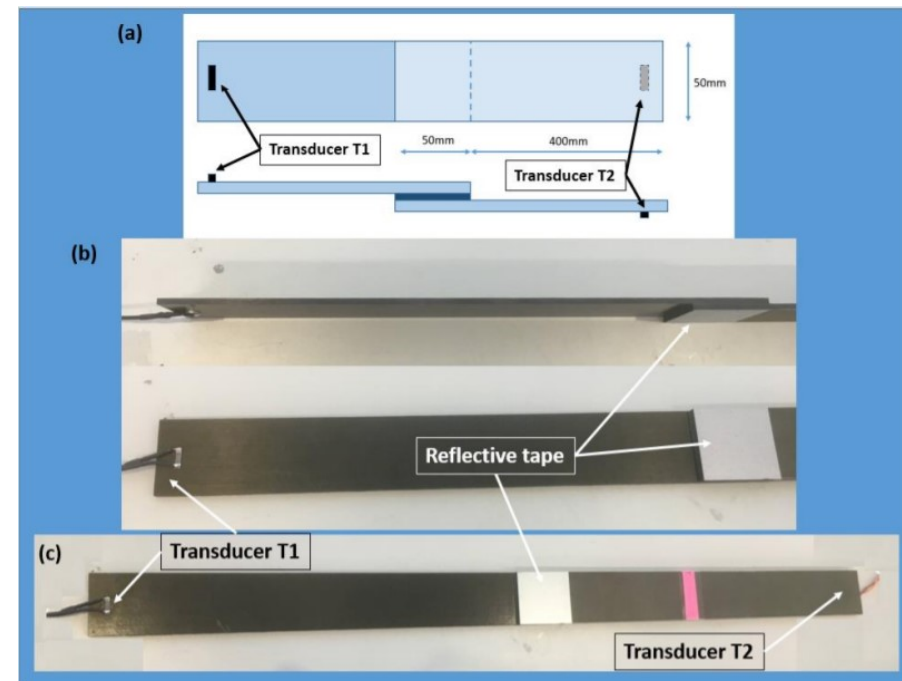 (a)
50mm
Transducer T1
50mm
400mm
Transducer T2
(b)
Reflective tape
Transducer T1
(c)
Transducer T2